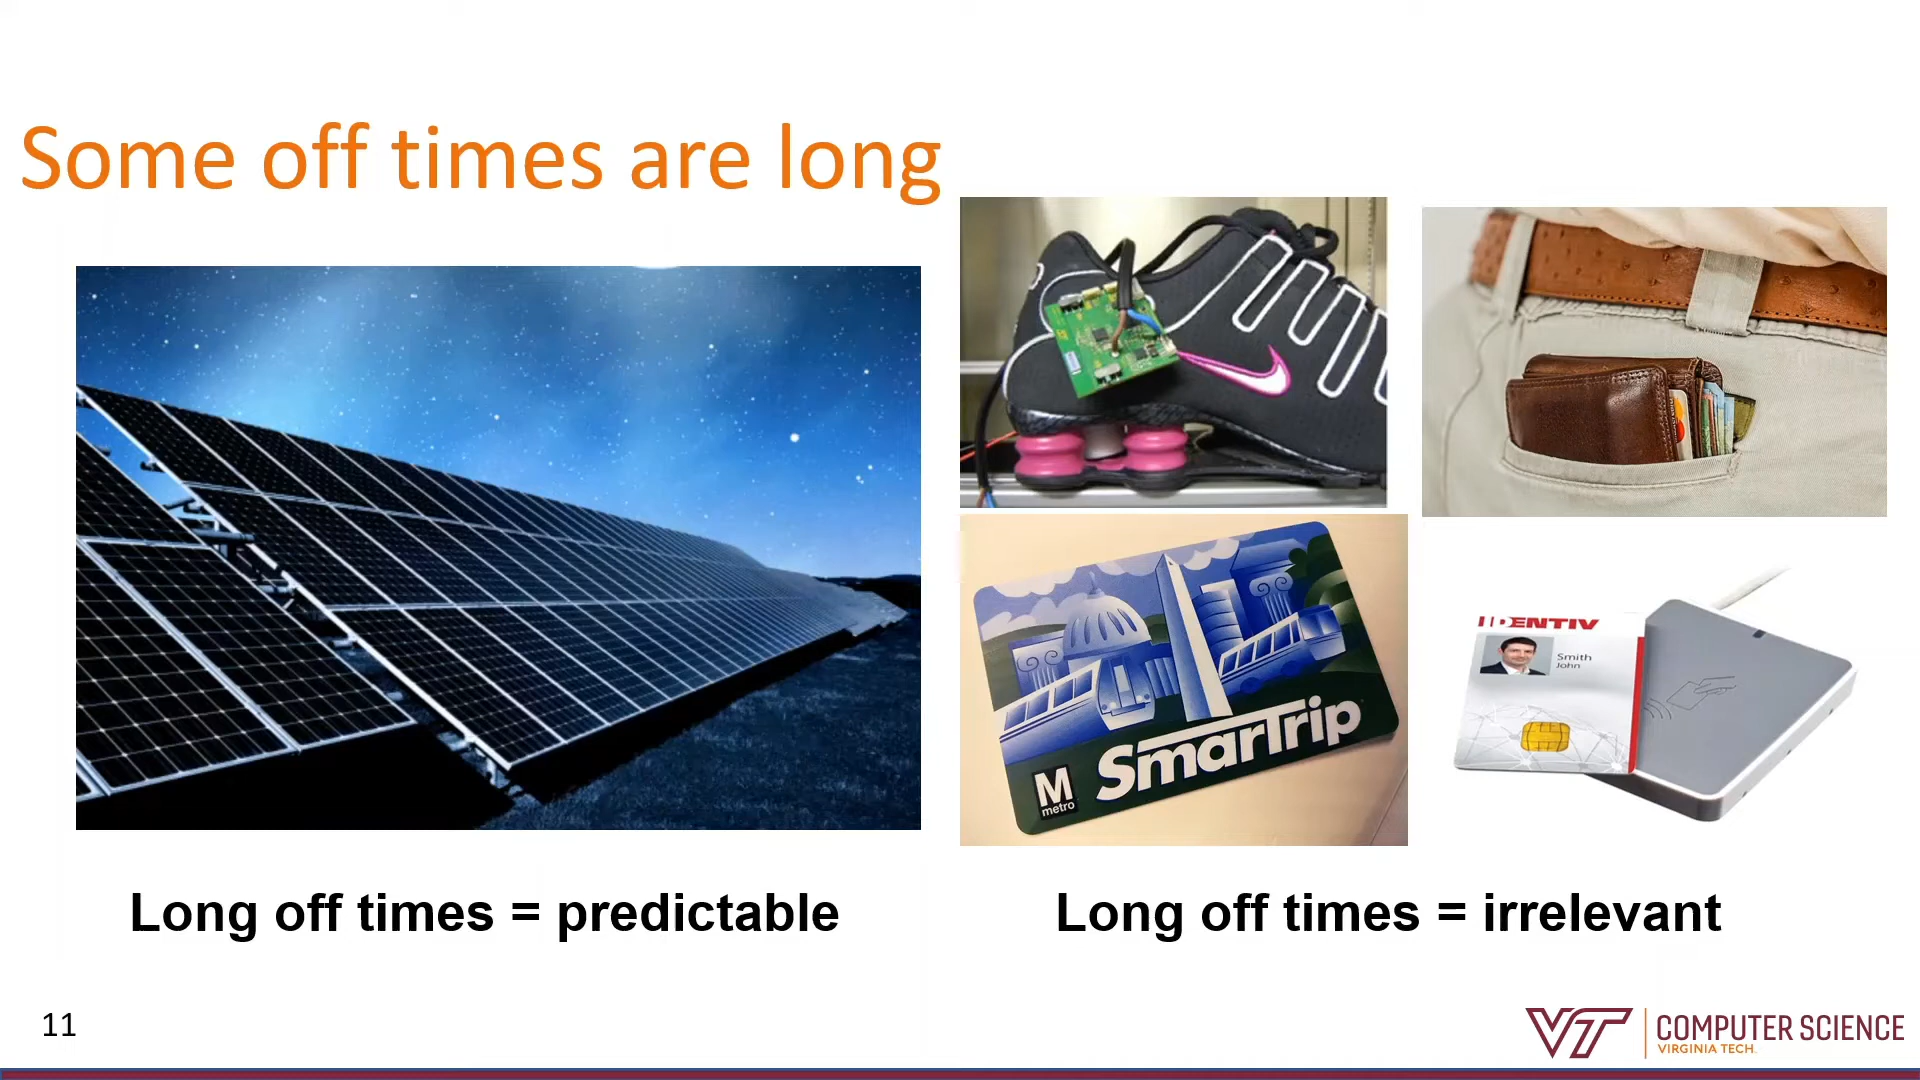 Some off times are long
SmarTrip
M
metro
IDENTIV
Smith
John
Long off times = predictable
Long off times = irrelevant
11
VT
COMPUTER SCIENCE
VIRGINIA TECH.